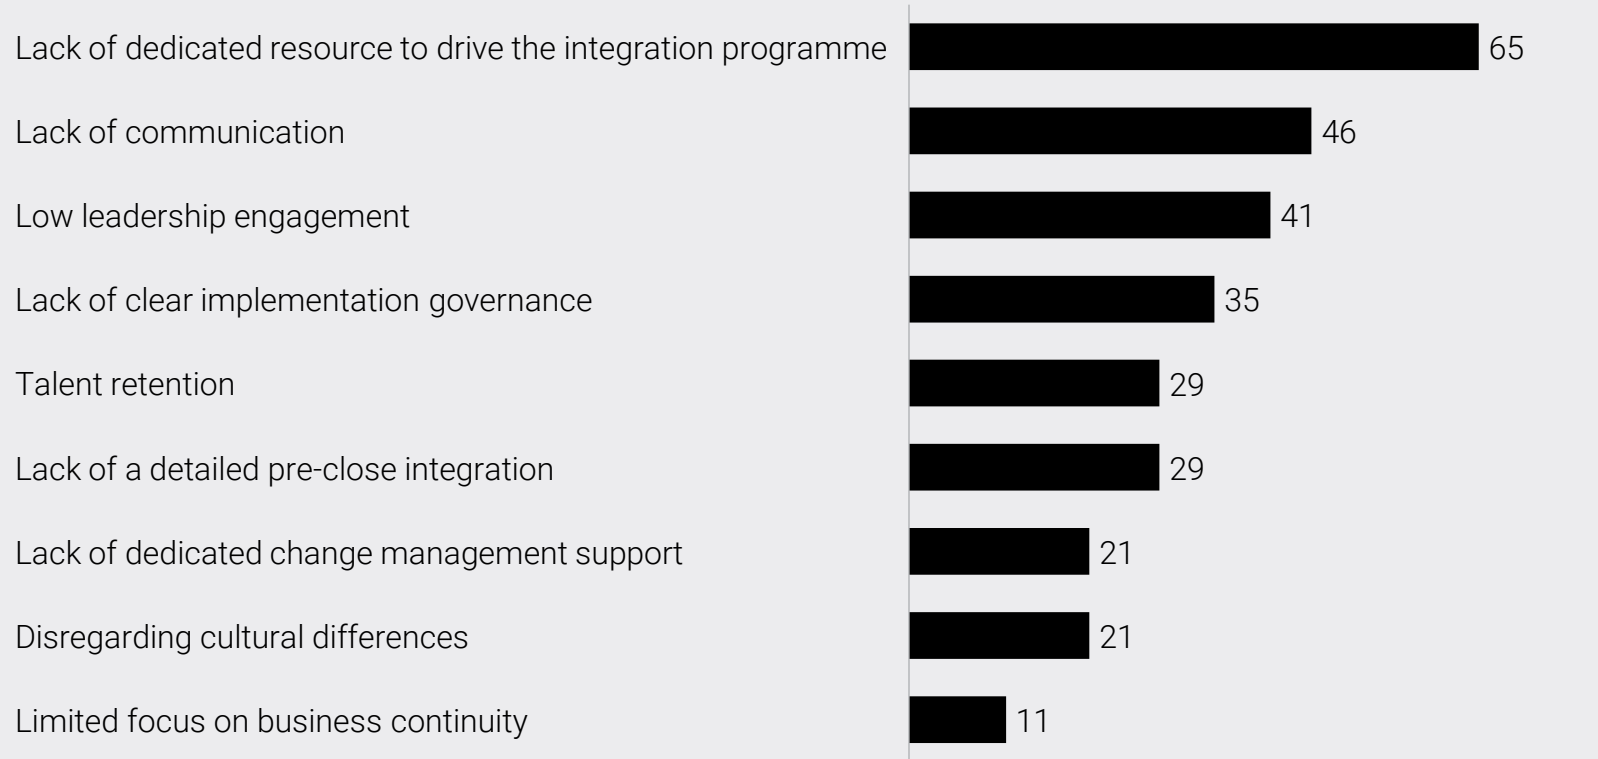 Lack of dedicated resource to drive the integration programme 65
Lack of communication 46
Low leadership engagement 41
Lack of clear implementation governance 35
Talent retention 29
Lack of a detailed pre-close integration 29
Lack of dedicated change management support 21
Disregarding cultural differences 21
Limited focus on business continuity 11